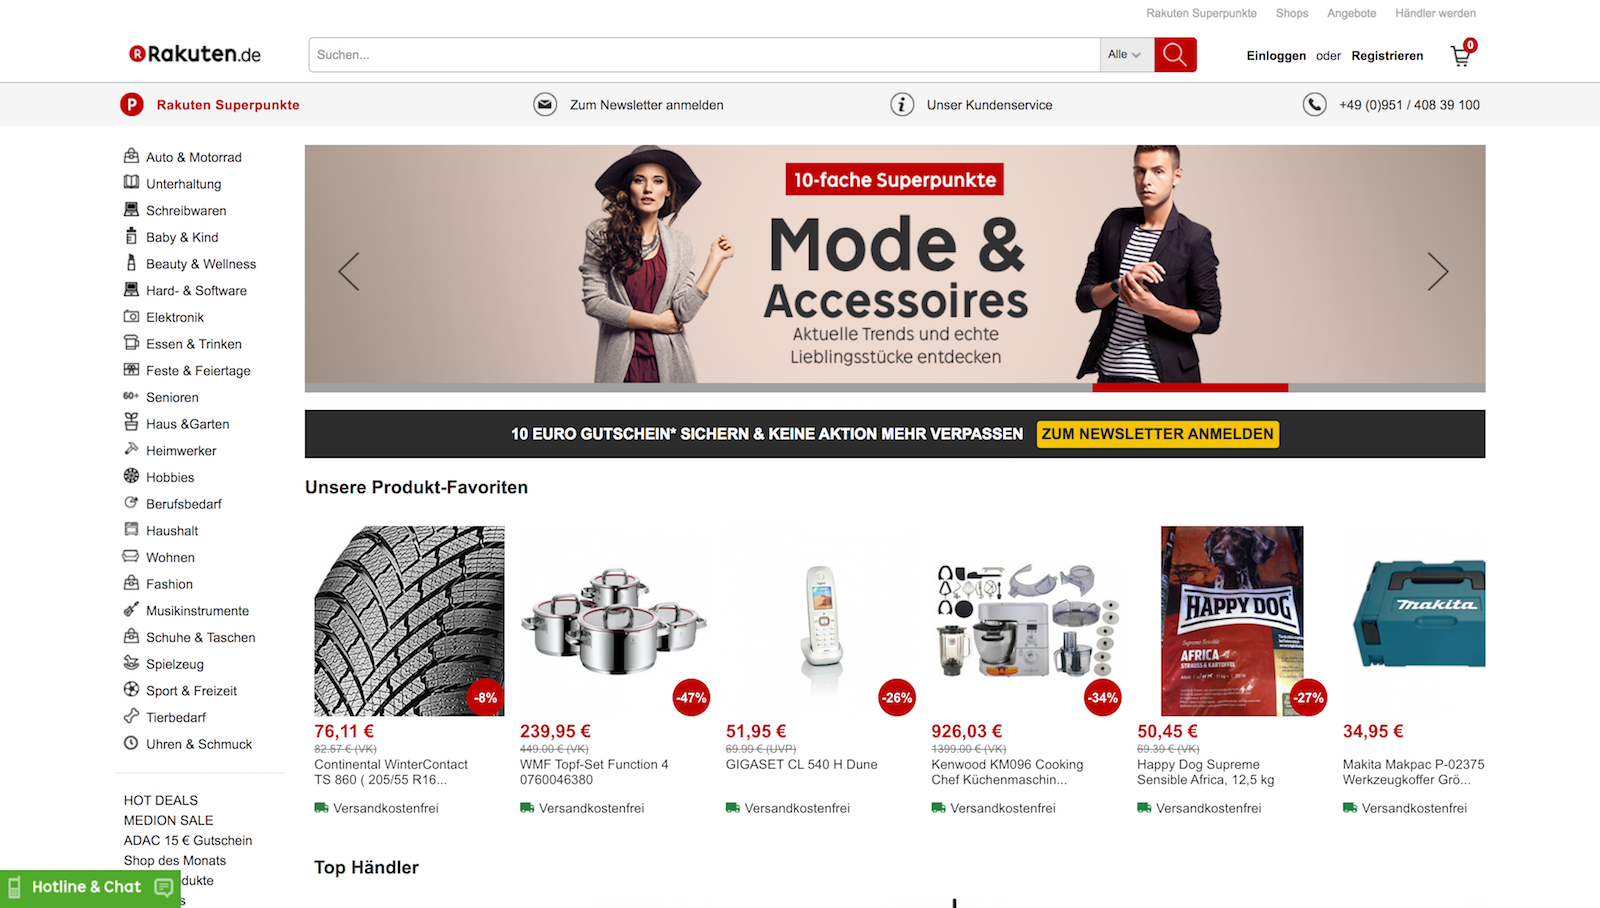 Rakuten Superpunkte
Shops
Angebote
Händler werden
R Rakuten.de
Suchen...
Alle
Einloggen oder Registrieren
0
P Rakuten Superpunkte
Zum Newsletter anmelden
Unser Kundenservice
+49 (0)951 / 408 39 100
Auto & Motorrad
Unterhaltung
Schreibwaren
Baby & Kind
Beauty & Wellness
Hard- & Software
Elektronik
Essen & Trinken
Feste & Feiertage
60+ Senioren
Haus &Garten
Heimwerker
Hobbies
Berufsbedarf
Haushalt
Wohnen
Fashion
Musikinstrumente
Schuhe & Taschen
Spielzeug
Sport & Freizeit
Tierbedarf
Uhren & Schmuck
HOT DEALS
MEDION SALE
ADAC 15 € Gutschein
Shop des Monats
dukte
s
Hotline & Chat
10-fache Superpunkte
Mode &
Accessoires
Aktuelle Trends und echte
Lieblingsstücke entdecken
10 EURO GUTSCHEIN* SICHERN & KEINE AKTION MEHR VERPASSEN
ZUM NEWSLETTER ANMELDEN
Unsere Produkt-Favoriten
-8%
76,11 €
82.57 € (VK)
Continental WinterContact
TS 860 ( 205/55 R16...
Versandkostenfrei
-47%
239,95 €
449.00 € (VK)
WMF Topf-Set Function 4
0760046380
Versandkostenfrei
-26%
51,95 €
69.99 € (UVP)
GIGASET CL 540 H Dune
Versandkostenfrei
-34%
926,03 €
1399.00 € (VK)
Kenwood KM096 Cooking
Chef Küchenmaschin...
Versandkostenfrei
HAPPY DOG
Supreme Sensible
AFRICA
STRAUSS & KARTOFFEL
-27%
50,45 €
69.39 € (VK)
Happy Dog Supreme
Sensible Africa, 12,5 kg
Versandkostenfrei
makita
34,95 €
Makita Makpac P-02375
Werkzeugkoffer Grö...
Versandkostenfrei
Top Händler